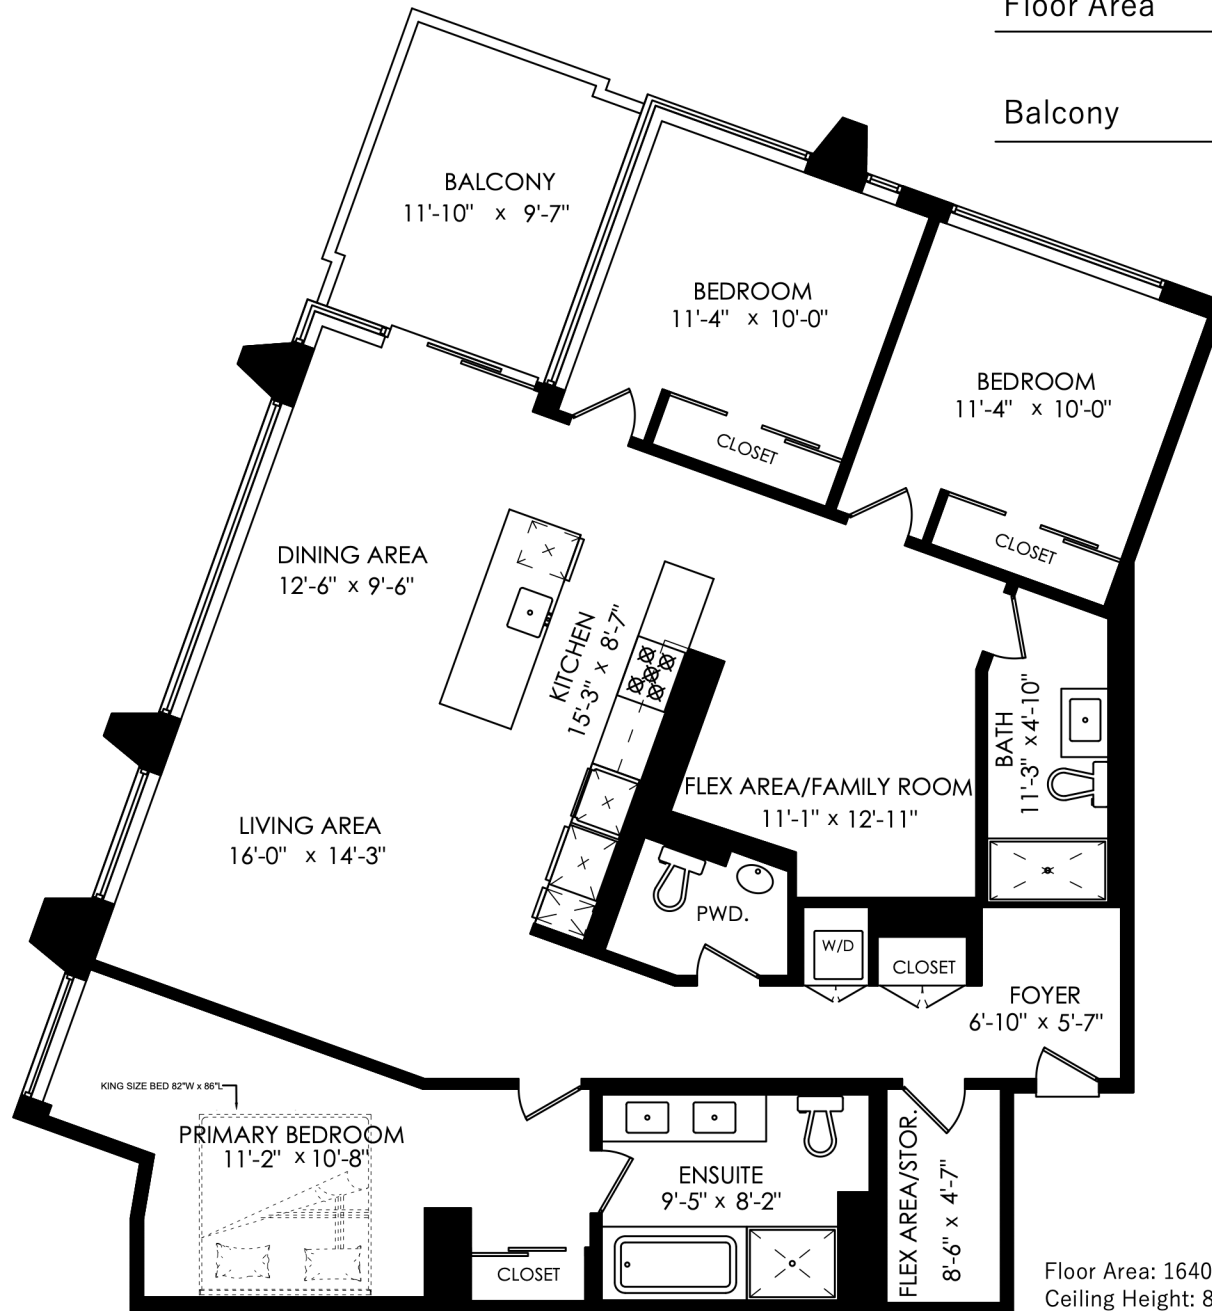 Floor Area
Balcony
BALCONY
11'-10" x 9'-7"
BEDROOM
11'-4" x 10'-0"
BEDROOM
11'-4" x 10'-0"
CLOSET
CLOSET
DINING AREA
12'-6" x 9'-6"
KITCHEN
15'-3" x 8'-7"
BATH
11'-3" x 4'-10"
FLEX AREA/FAMILY ROOM
11'-1" x 12'-11"
LIVING AREA
16'-0" x 14'-3"
PWD.
W/D
CLOSET
FOYER
6'-10" x 5'-7"
KING SIZE BED 82"W x 86"L
PRIMARY BEDROOM
11'-2" x 10'-8"
ENSUITE
9'-5" x 8'-2"
FLEX AREA/STOR.
8'-6" x 4'-7"
CLOSET
Floor Area: 1640
Ceiling Height: 8